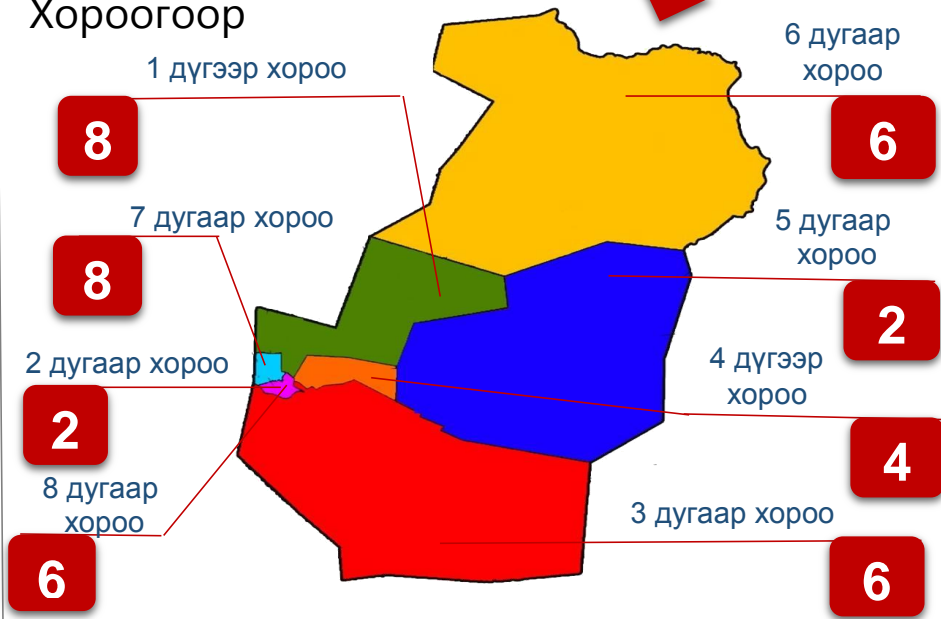 Хороогоор
1 дүгээр хороо
8
6 дугаар
хороо
6
7 дугаар хороо
8
5 дугаар
хороо
2
2 дугаар хороо
2
4 дүгээр
хороо
4
8 дугаар
хороо
6
3 дугаар хороо
6